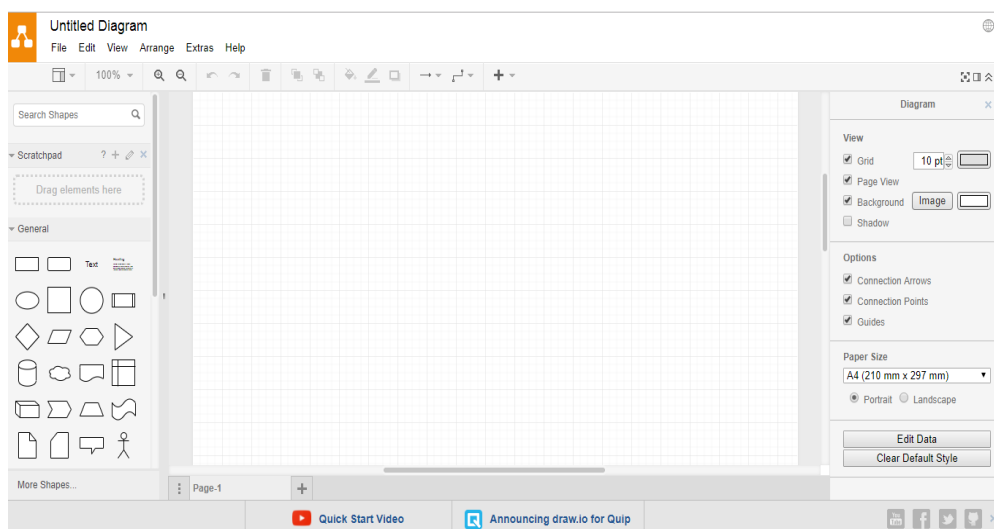 Untitled Diagram
File Edit View Arrange Extras Help
100%
Search Shapes
Scratchpad ?
Drag elements here
General
Text
More Shapes...
Page-1
Diagram
View
Grid 10 pt
Page View
Background Image
Shadow
Options
Connection Arrows
Connection Points
Guides
Paper Size
A4 (210 mm x 297 mm)
Portrait Landscape
Edit Data
Clear Default Style
Quick Start Video Announcing draw.io for Quip